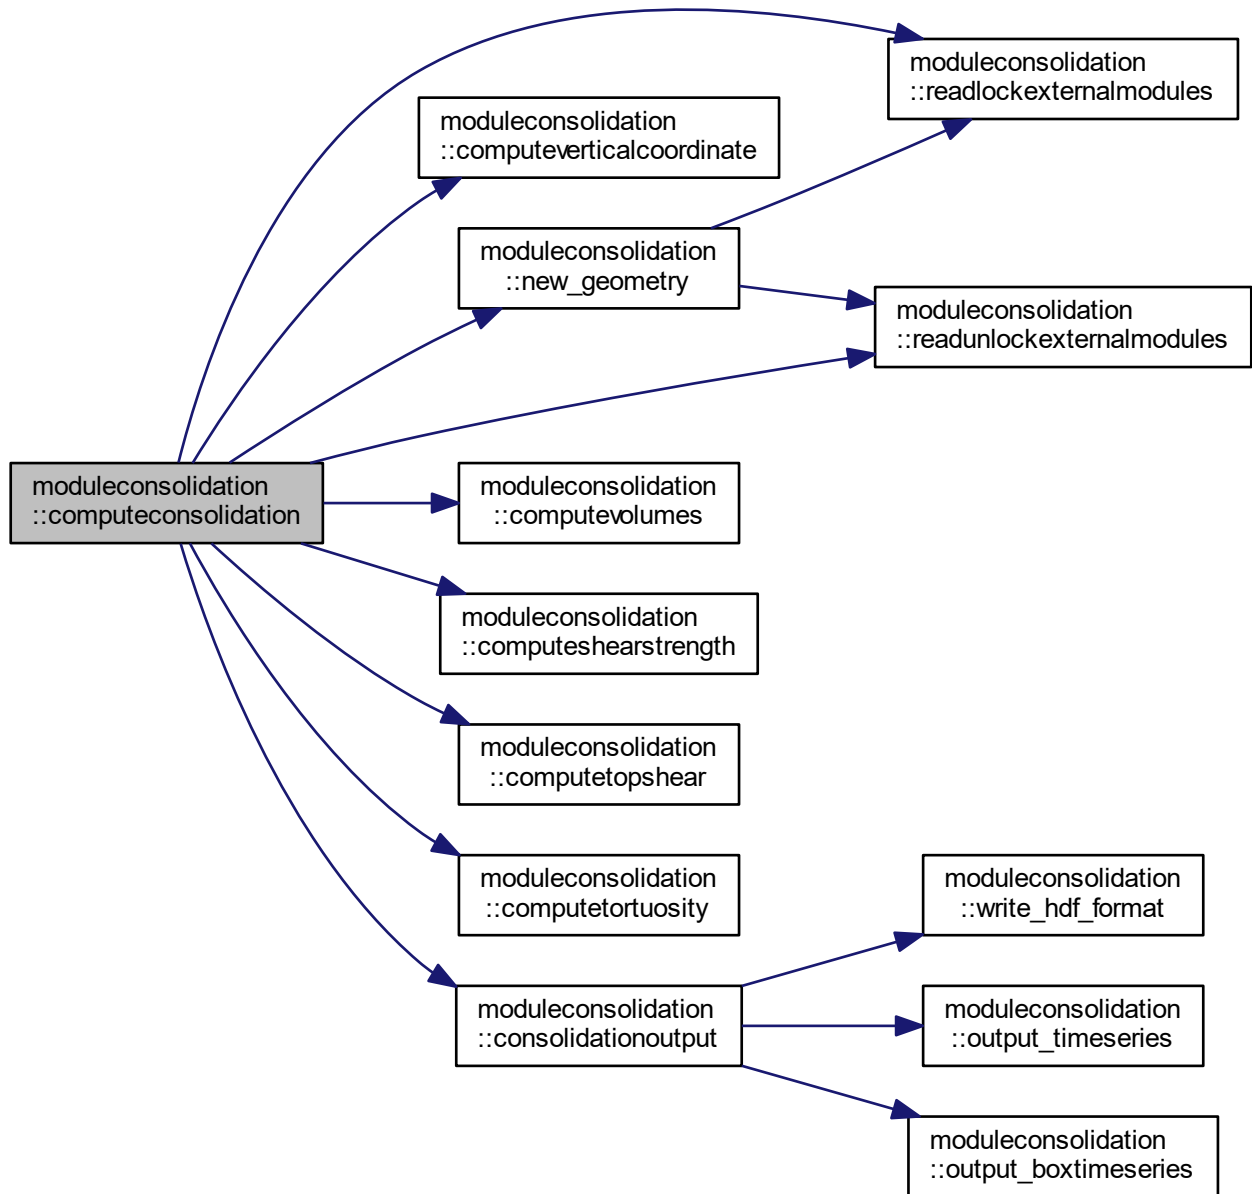 moduleconsolidation
::readlockexternalmodules
moduleconsolidation
::computeverticalcoordinate
moduleconsolidation
::new_geometry
moduleconsolidation
::readunlockexternalmodules
moduleconsolidation
::computeconsolidation
moduleconsolidation
::computevolumes
moduleconsolidation
::computeshearstrength
moduleconsolidation
::computetopshear
moduleconsolidation
::computetortuosity
moduleconsolidation
::write_hdf_format
moduleconsolidation
::consolidationoutput
moduleconsolidation
::output_timeseries
moduleconsolidation
::output_boxtimeseries